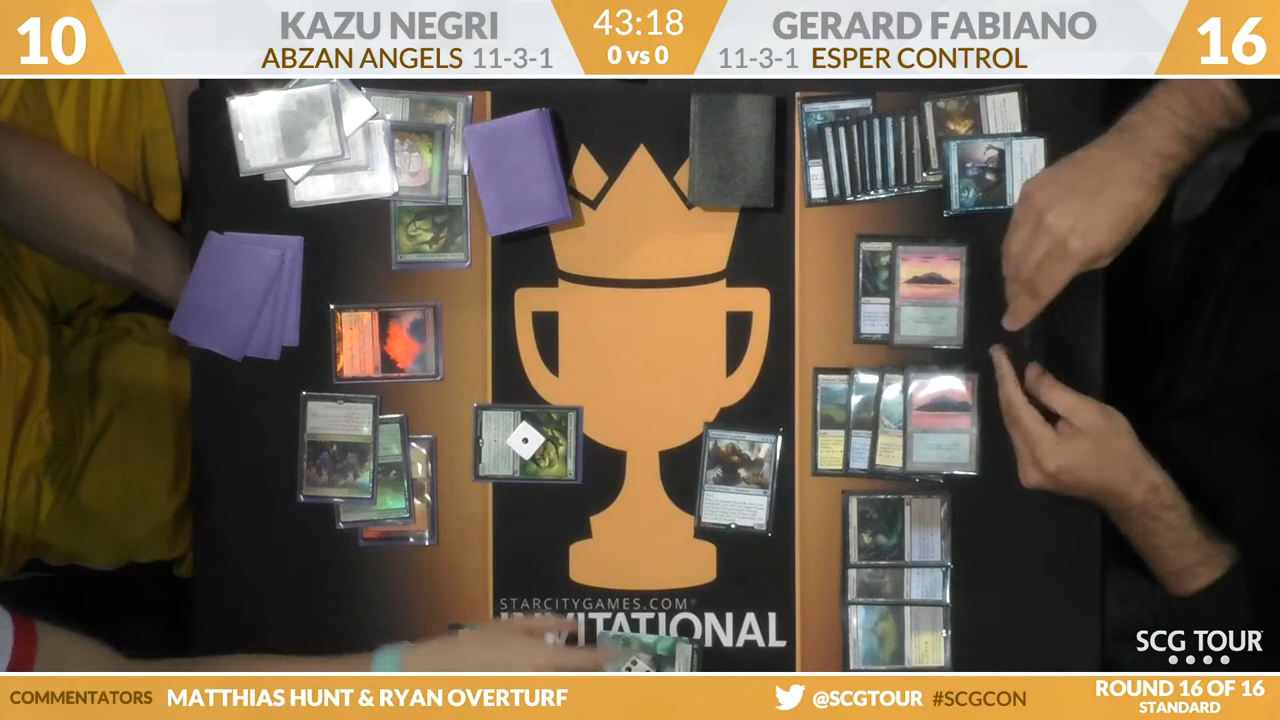 10
KAZU NEGRI
ABZAN ANGELS 11-3-1
43:18
0 vs 0
GERARD FABIANO
11-3-1 ESPER CONTROL
16
STARCITYGAMES.COM
INVITATIONAL
SCG TOUR
COMMENTATORS MATTHIAS HUNT & RYAN OVERTURF
@SCGTOUR #SCGCON
ROUND 16 OF 16
STANDARD